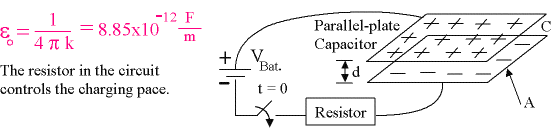 ε₀ = 1 / 4 π k = 8.85x10⁻¹² F/m
The resistor in the circuit
controls the charging pace.
Parallel-plate
Capacitor
C
+
V Bat.
-
d
t = 0
Resistor
A